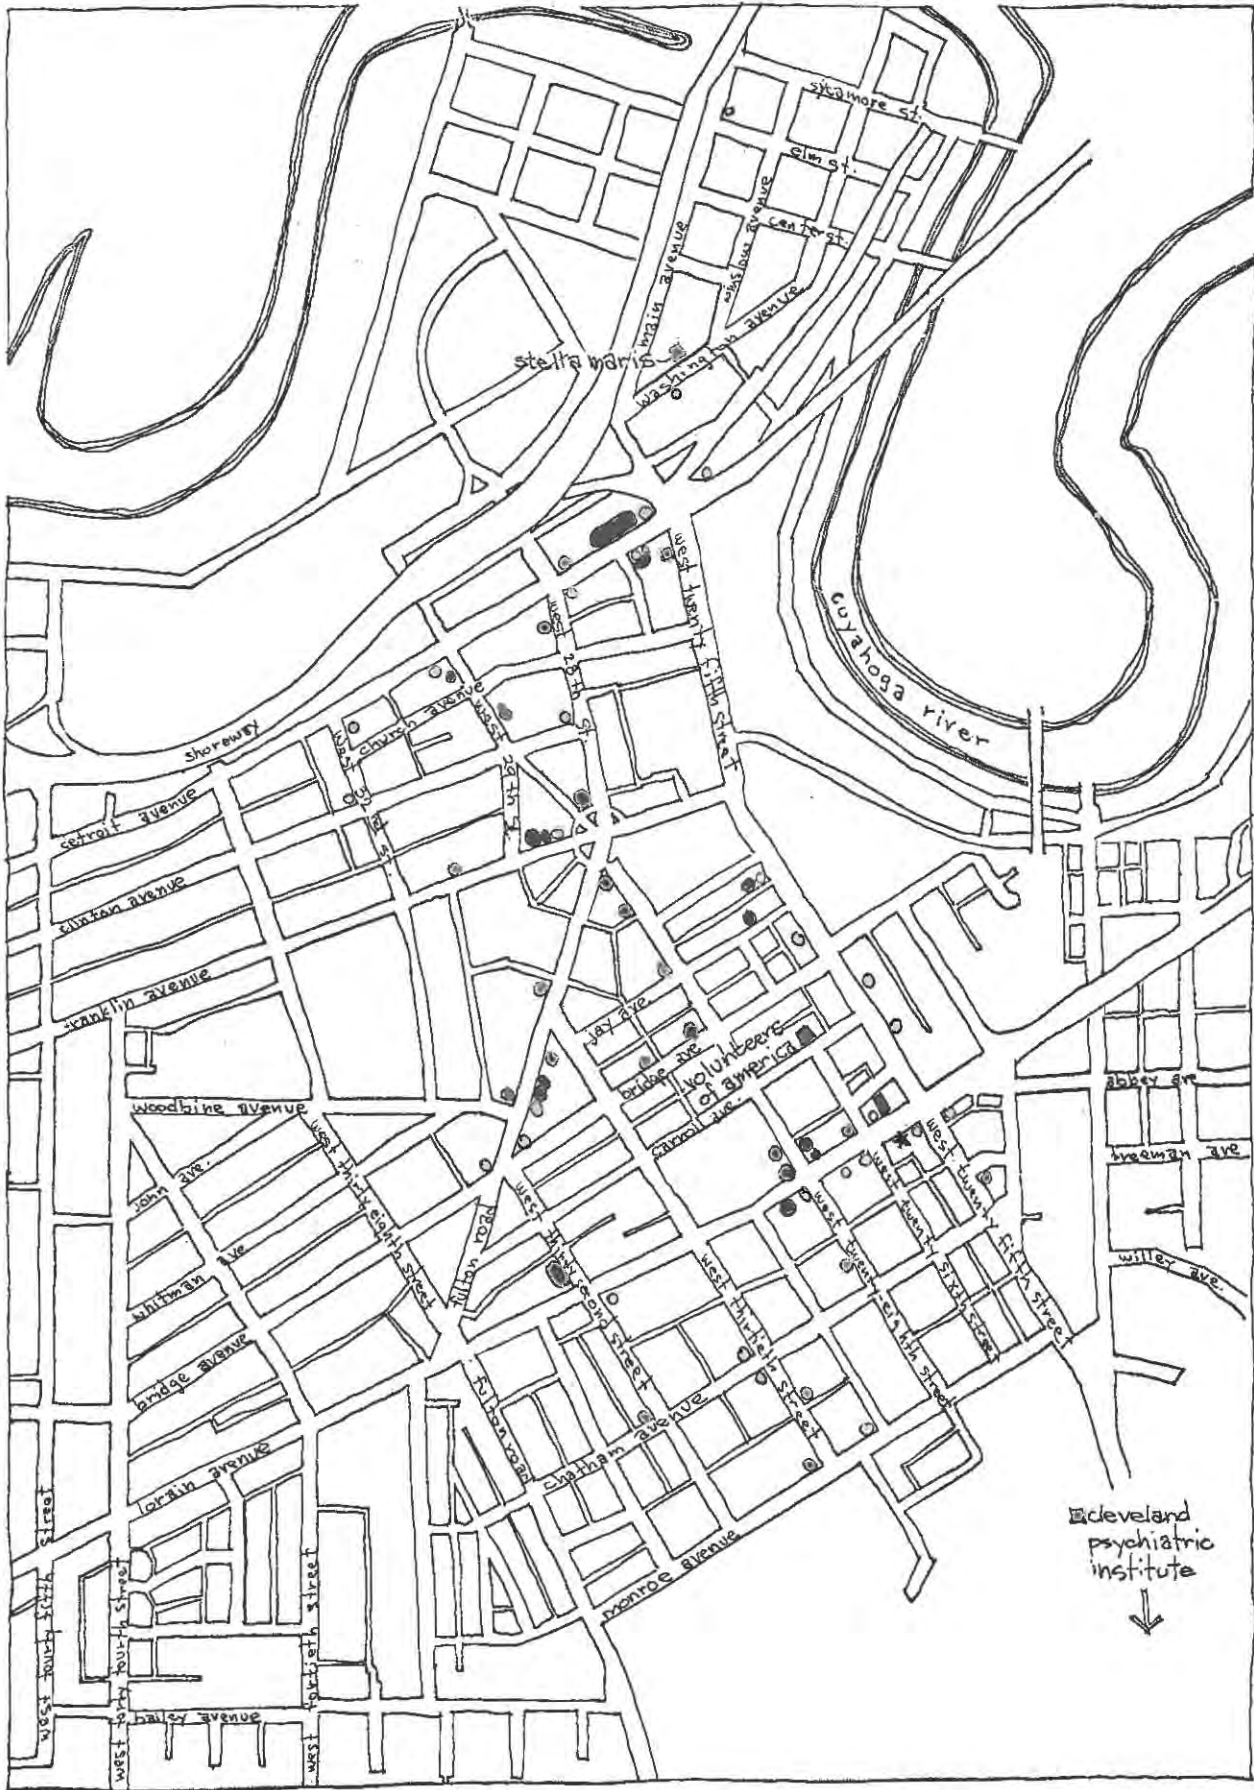 sycamore st.
elm st.
center st.
winslow avenue
main avenue
washington avenue
stella maris
west twenty fifth street
cuyahoga river
west 28th st.
church avenue
west 29th st.
west 32nd st.
shoreway
detroit avenue
clinton avenue
franklin avenue
jay ave.
bridge ave.
volunteers
of america
carroll ave.
abbey ave
freeman ave
willey ave.
woodbine avenue
john ave.
whitman ave
bridge avenue
lorain avenue
west thirty eighth street
fulton road
west thirty second street
west thirtieth street
west twenty eighth street
west twenty sixth street
west twenty fifth street
fulton road
chatham avenue
monroe avenue
west forty fifth street
west forty fourth street
west fortieth street
bailey avenue
cleveland
psychiatric
institute